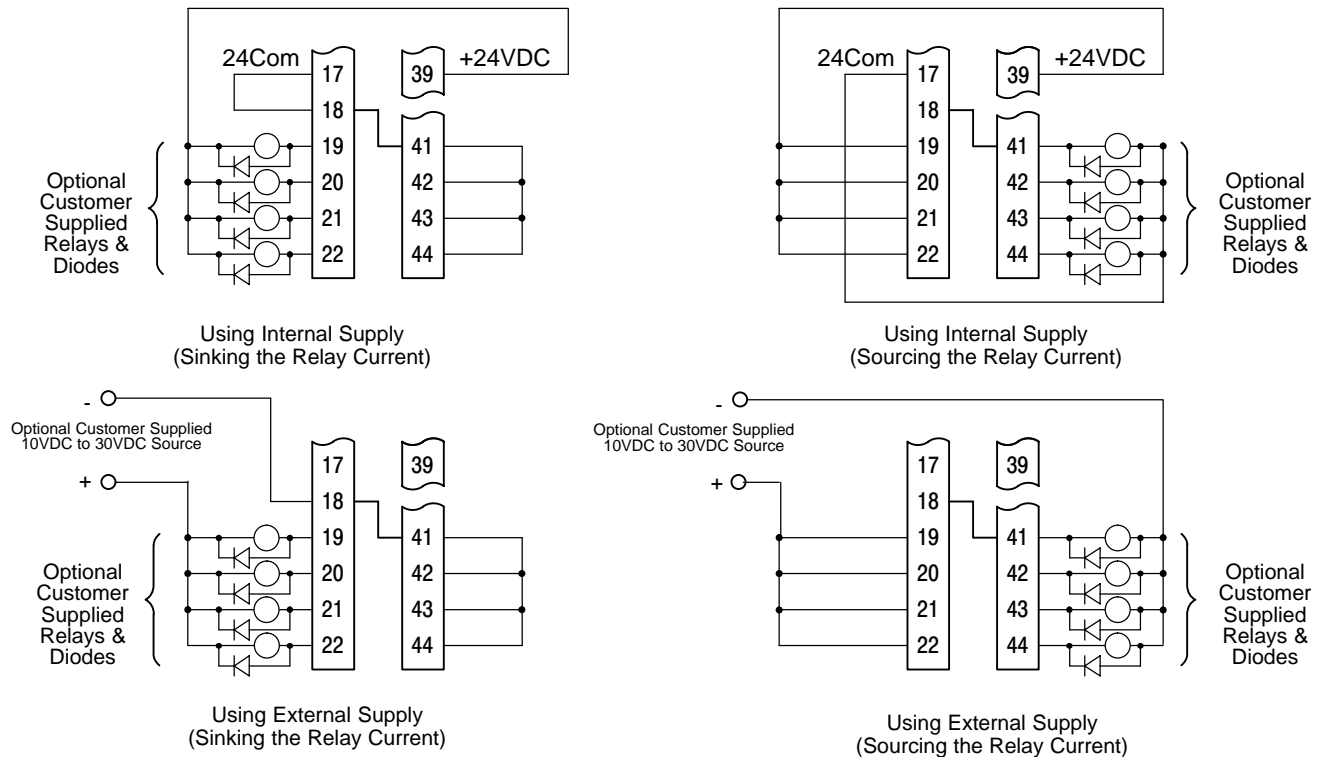 24Com
17
39
+24VDC
18
19
41
20
42
21
43
22
44
Optional
Customer
Supplied
Relays &
Diodes
Using Internal Supply
(Sinking the Relay Current)
24Com
17
39
+24VDC
18
19
41
20
42
21
43
22
44
Optional
Customer
Supplied
Relays &
Diodes
Using Internal Supply
(Sourcing the Relay Current)
-
Optional Customer Supplied
10VDC to 30VDC Source
+
17
39
18
19
41
20
42
21
43
22
44
Optional
Customer
Supplied
Relays &
Diodes
Using External Supply
(Sinking the Relay Current)
-
Optional Customer Supplied
10VDC to 30VDC Source
+
17
39
18
19
41
20
42
21
43
22
44
Optional
Customer
Supplied
Relays &
Diodes
Using External Supply
(Sourcing the Relay Current)